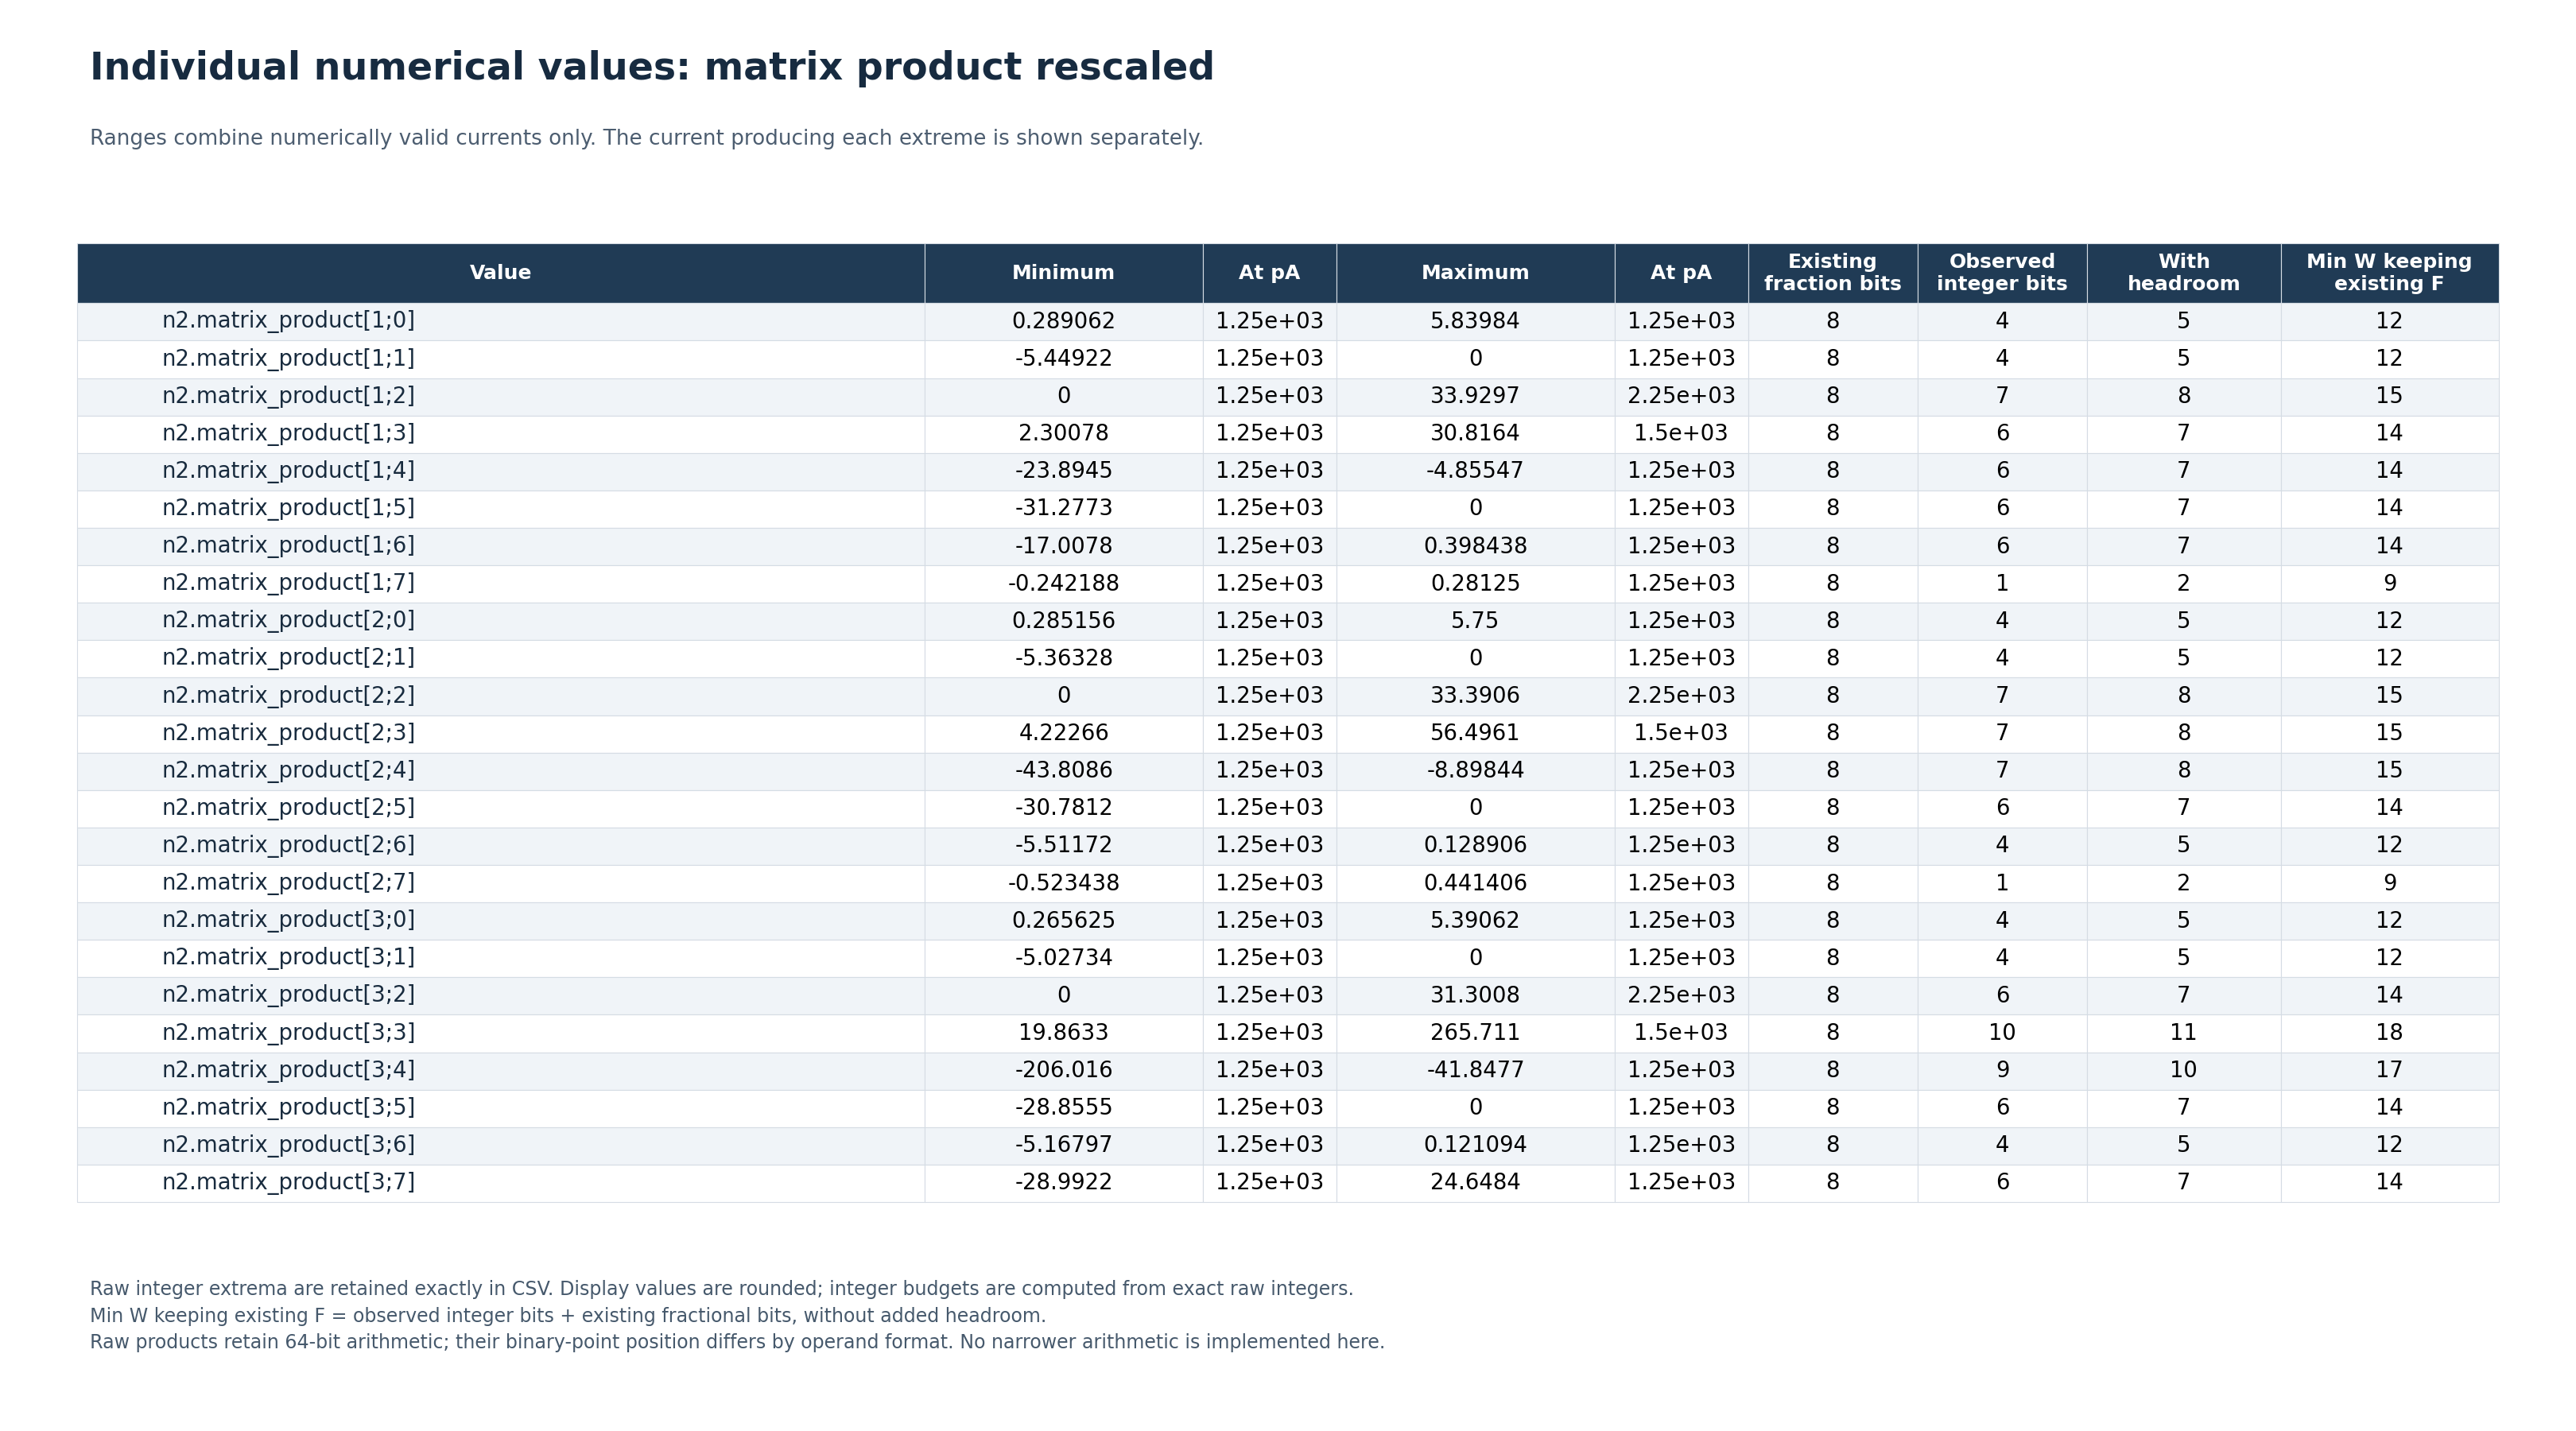 Individual numerical values: matrix product rescaled
Ranges combine numerically valid currents only. The current producing each extreme is shown separately.
Value Minimum At pA Maximum At pA Existing fraction bits Observed integer bits With headroom Min W keeping existing F
n2.matrix_product[1;0] 0.289062 1.25e+03 5.83984 1.25e+03 8 4 5 12
n2.matrix_product[1;1] -5.44922 1.25e+03 0 1.25e+03 8 4 5 12
n2.matrix_product[1;2] 0 1.25e+03 33.9297 2.25e+03 8 7 8 15
n2.matrix_product[1;3] 2.30078 1.25e+03 30.8164 1.5e+03 8 6 7 14
n2.matrix_product[1;4] -23.8945 1.25e+03 -4.85547 1.25e+03 8 6 7 14
n2.matrix_product[1;5] -31.2773 1.25e+03 0 1.25e+03 8 6 7 14
n2.matrix_product[1;6] -17.0078 1.25e+03 0.398438 1.25e+03 8 6 7 14
n2.matrix_product[1;7] -0.242188 1.25e+03 0.28125 1.25e+03 8 1 2 9
n2.matrix_product[2;0] 0.285156 1.25e+03 5.75 1.25e+03 8 4 5 12
n2.matrix_product[2;1] -5.36328 1.25e+03 0 1.25e+03 8 4 5 12
n2.matrix_product[2;2] 0 1.25e+03 33.3906 2.25e+03 8 7 8 15
n2.matrix_product[2;3] 4.22266 1.25e+03 56.4961 1.5e+03 8 7 8 15
n2.matrix_product[2;4] -43.8086 1.25e+03 -8.89844 1.25e+03 8 7 8 15
n2.matrix_product[2;5] -30.7812 1.25e+03 0 1.25e+03 8 6 7 14
n2.matrix_product[2;6] -5.51172 1.25e+03 0.128906 1.25e+03 8 4 5 12
n2.matrix_product[2;7] -0.523438 1.25e+03 0.441406 1.25e+03 8 1 2 9
n2.matrix_product[3;0] 0.265625 1.25e+03 5.39062 1.25e+03 8 4 5 12
n2.matrix_product[3;1] -5.02734 1.25e+03 0 1.25e+03 8 4 5 12
n2.matrix_product[3;2] 0 1.25e+03 31.3008 2.25e+03 8 6 7 14
n2.matrix_product[3;3] 19.8633 1.25e+03 265.711 1.5e+03 8 10 11 18
n2.matrix_product[3;4] -206.016 1.25e+03 -41.8477 1.25e+03 8 9 10 17
n2.matrix_product[3;5] -28.8555 1.25e+03 0 1.25e+03 8 6 7 14
n2.matrix_product[3;6] -5.16797 1.25e+03 0.121094 1.25e+03 8 4 5 12
n2.matrix_product[3;7] -28.9922 1.25e+03 24.6484 1.25e+03 8 6 7 14
Raw integer extrema are retained exactly in CSV. Display values are rounded; integer budgets are computed from exact raw integers.
Min W keeping existing F = observed integer bits + existing fractional bits, without added headroom.
Raw products retain 64-bit arithmetic; their binary-point position differs by operand format. No narrower arithmetic is implemented here.